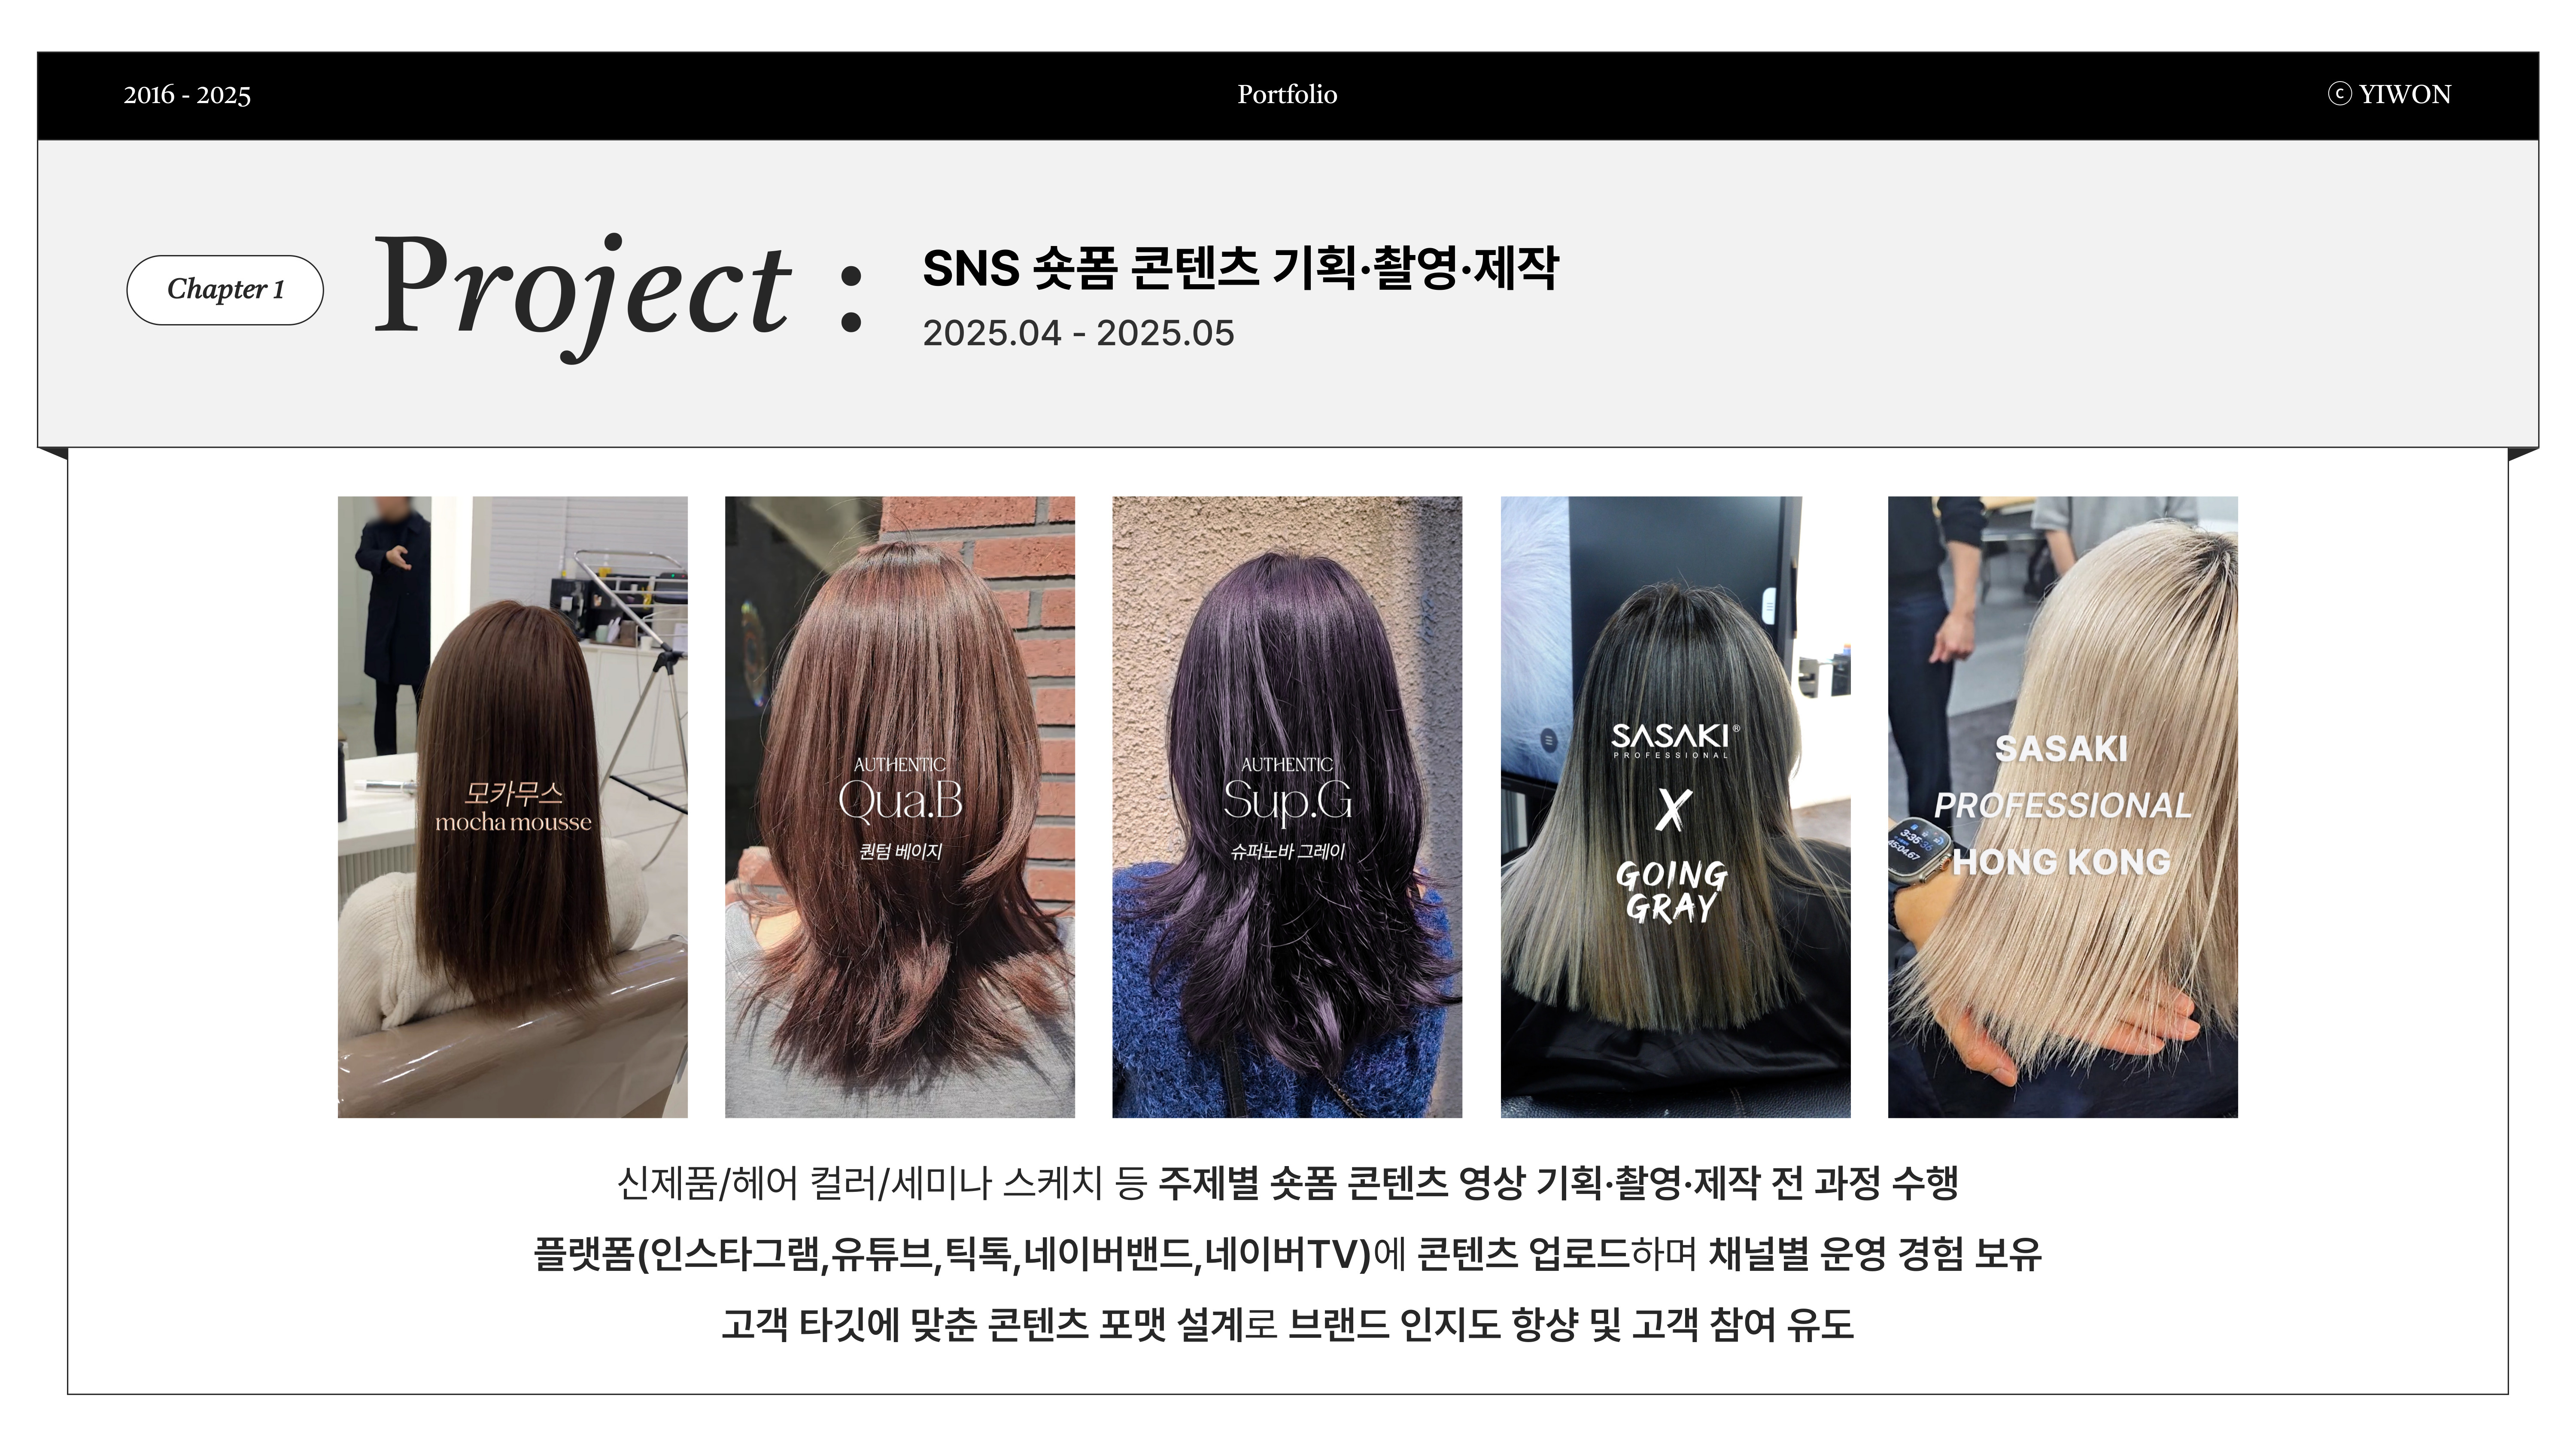 2016 - 2025
Portfolio
ⓒ YIWON
Chapter 1
Project :
SNS 숏폼 콘텐츠 기획·촬영·제작
2025.04 - 2025.05
모카무스
mocha mousse
AUTHENTIC
Qua.B
퀀텀 베이지
AUTHENTIC
Sup.G
슈퍼노바 그레이
SASAKI®
PROFESSIONAL
X
GOING
GRAY
SASAKI
PROFESSIONAL
HONG KONG
신제품/헤어 컬러/세미나 스케치 등 주제별 숏폼 콘텐츠 영상 기획·촬영·제작 전 과정 수행
플랫폼(인스타그램,유튜브,틱톡,네이버밴드,네이버TV)에 콘텐츠 업로드하며 채널별 운영 경험 보유
고객 타깃에 맞춘 콘텐츠 포맷 설계로 브랜드 인지도 항샹 및 고객 참여 유도